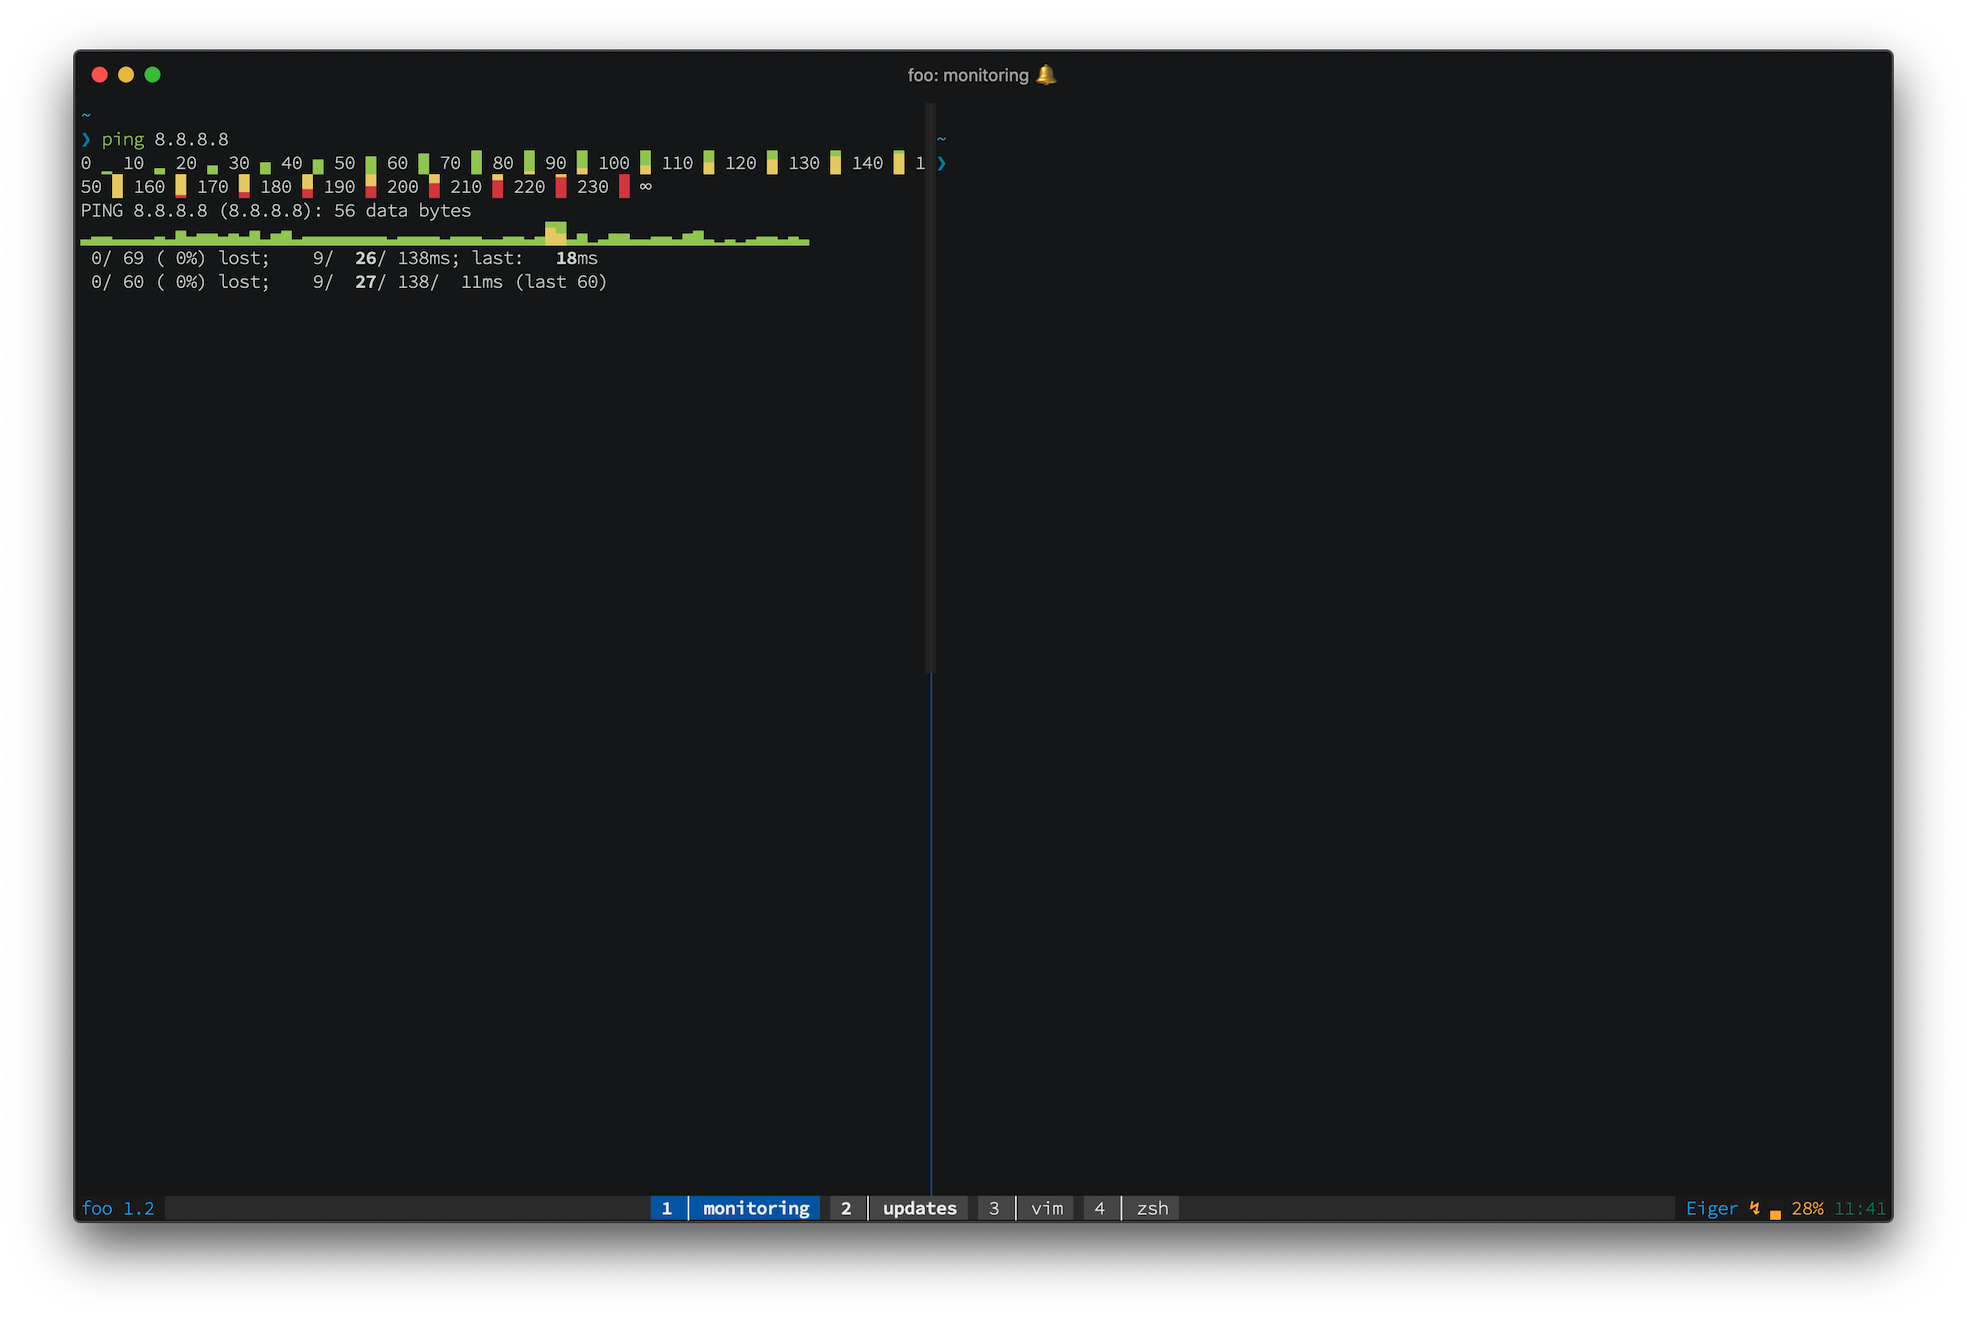 foo: monitoring 🔔
~
❯ ping 8.8.8.8
0 ▁ 10 ▂ 20 ▃ 30 ▄ 40 ▅ 50 ▆ 60 ▇ 70 █ 80 █ 90 █ 100 █ 110 █ 120 █ 130 █ 140 █ 1
50 █ 160 █ 170 █ 180 █ 190 █ 200 █ 210 █ 220 █ 230 █ ∞
PING 8.8.8.8 (8.8.8.8): 56 data bytes
0/ 69 ( 0%) lost; 9/ 26/ 138ms; last: 18ms
0/ 60 ( 0%) lost; 9/ 27/ 138/ 11ms (last 60)
~
❯
foo 1.2 1 monitoring 2 updates 3 vim 4 zsh Eiger ↯ ▄ 28% 11:41